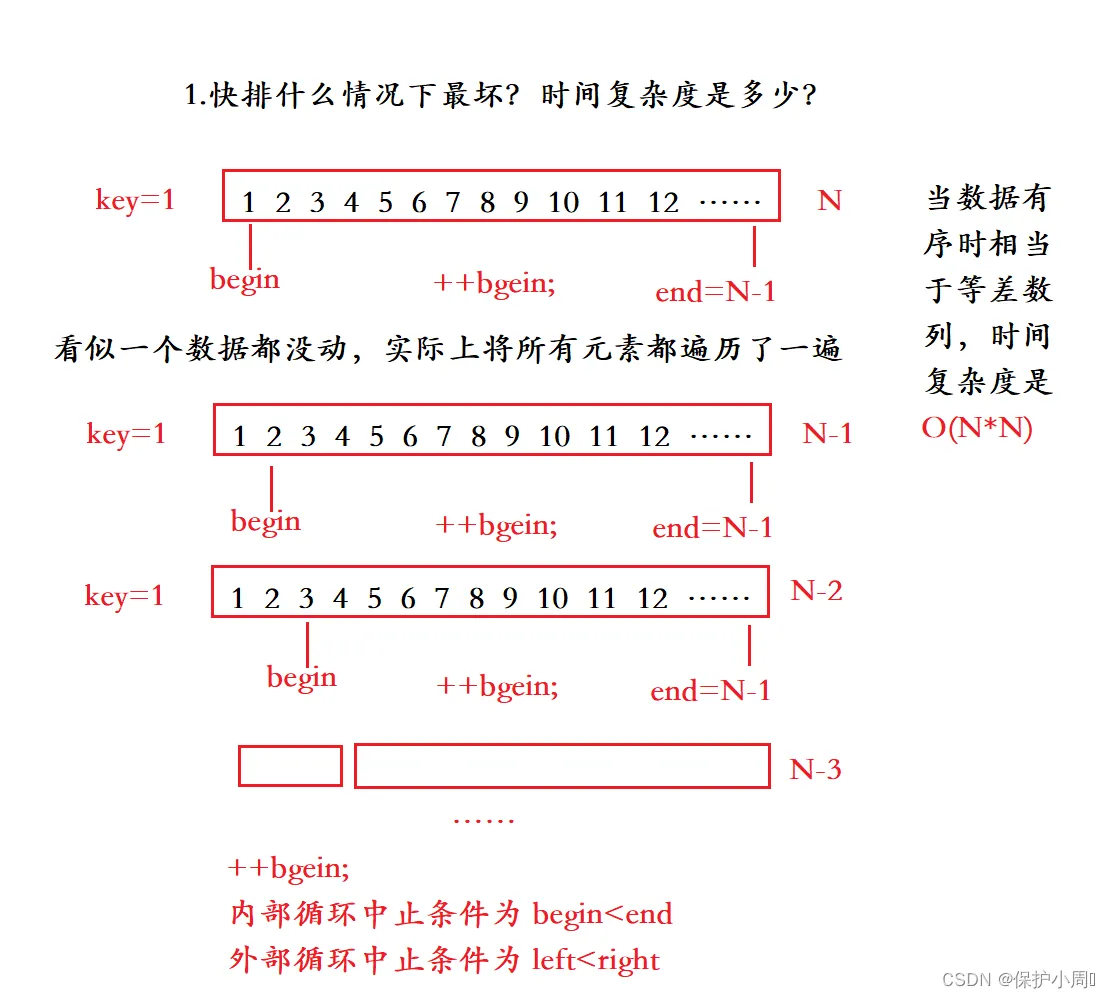 1.快排什么情况下最坏？时间复杂度是多少？
key=1 1 2 3 4 5 6 7 8 9 10 11 12 …… N
begin ++bgein; end=N-1
看似一个数据都没动，实际上将所有元素都遍历了一遍
当数据有
序时相当
于等差数
列，时间
复杂度是
O(N*N)
key=1 1 2 3 4 5 6 7 8 9 10 11 12 …… N-1
begin ++bgein; end=N-1
key=1 1 2 3 4 5 6 7 8 9 10 11 12 …… N-2
begin ++bgein; end=N-1
N-3
……
++bgein;
内部循环中止条件为 begin<end
外部循环中止条件为 left<right
CSDN @保护小周